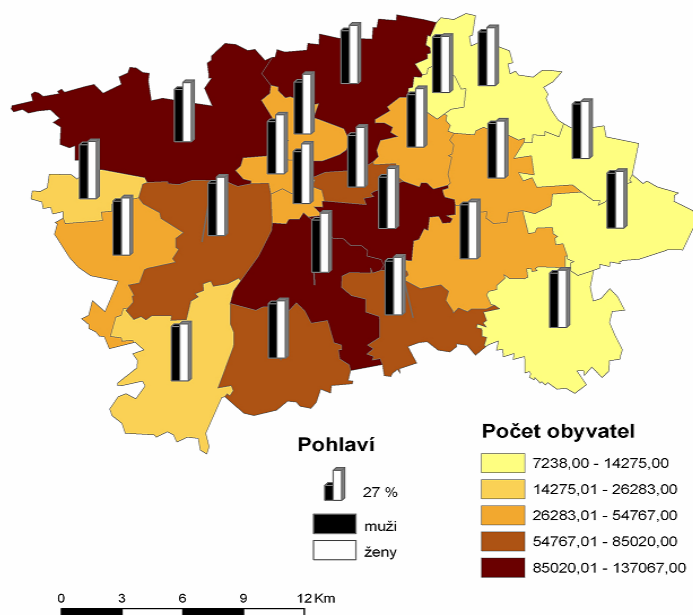 Pohlaví
27 %
muži
ženy
Počet obyvatel
7238,00 - 14275,00
14275,01 - 26283,00
26283,01 - 54767,00
54767,01 - 85020,00
85020,01 - 137067,00
0 3 6 9 12 Km